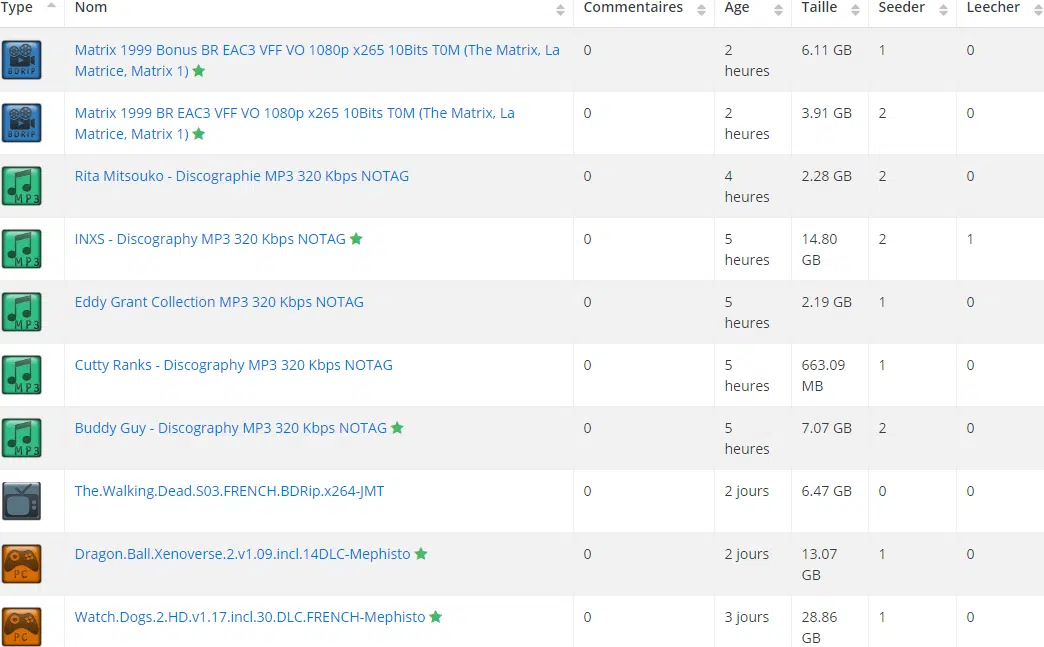 Type Nom Commentaires Age Taille Seeder Leecher
BDRIP Matrix 1999 Bonus BR EAC3 VFF VO 1080p x265 10Bits T0M (The Matrix, La 0 2 6.11 GB 1 0
Matrice, Matrix 1) heures
BDRIP Matrix 1999 BR EAC3 VFF VO 1080p x265 10Bits T0M (The Matrix, La 0 2 3.91 GB 2 0
Matrice, Matrix 1) heures
MP3 Rita Mitsouko - Discographie MP3 320 Kbps NOTAG 0 4 2.28 GB 2 0
heures
MP3 INXS - Discography MP3 320 Kbps NOTAG 0 5 14.80 2 1
heures GB
MP3 Eddy Grant Collection MP3 320 Kbps NOTAG 0 5 2.19 GB 1 0
heures
MP3 Cutty Ranks - Discography MP3 320 Kbps NOTAG 0 5 663.09 1 0
heures MB
MP3 Buddy Guy - Discography MP3 320 Kbps NOTAG 0 5 7.07 GB 2 0
heures
The.Walking.Dead.S03.FRENCH.BDRip.x264-JMT 0 2 jours 6.47 GB 0 0
PC Dragon.Ball.Xenoverse.2.v1.09.incl.14DLC-Mephisto 0 2 jours 13.07 1 0
GB
PC Watch.Dogs.2.HD.v1.17.incl.30.DLC.FRENCH-Mephisto 0 3 jours 28.86 1 0
GB